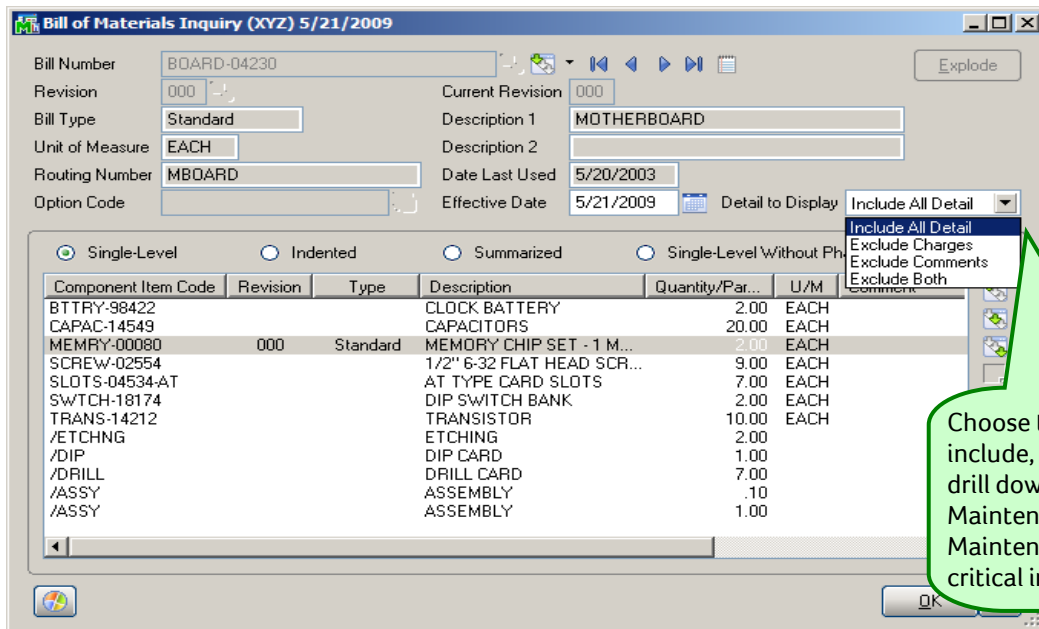 Bill of Materials Inquiry (XYZ) 5/21/2009
Bill Number BOARD-04230 Explode
Revision 000 Current Revision 000
Bill Type Standard Description 1 MOTHERBOARD
Unit of Measure EACH Description 2
Routing Number MBOARD Date Last Used 5/20/2003
Option Code Effective Date 5/21/2009 Detail to Display Include All Detail
Include All Detail
Exclude Charges
Exclude Comments
Exclude Both
Single-Level Indented Summarized Single-Level Without
Component Item Code Revision Type Description Quantity/Par... U/M Comment
BTTRY-98422 CLOCK BATTERY 2.00 EACH
CAPAC-14549 CAPACITORS 20.00 EACH
MEMRY-00080 000 Standard MEMORY CHIP SET - 1 M... 2.00 EACH
SCREW-02554 1/2" 6-32 FLAT HEAD SCR... 9.00 EACH
SLOTS-04534-AT AT TYPE CARD SLOTS 7.00 EACH
SWTCH-18174 DIP SWITCH BANK 2.00 EACH
TRANS-14212 TRANSISTOR 10.00 EACH
/ETCHNG ETCHING 2.00
/DIP DIP CARD 1.00
/DRILL DRILL CARD 7.00
/ASSY ASSEMBLY .10
/ASSY ASSEMBLY 1.00
Choose
include,
drill dow
Mainten
Mainten
critical
OK